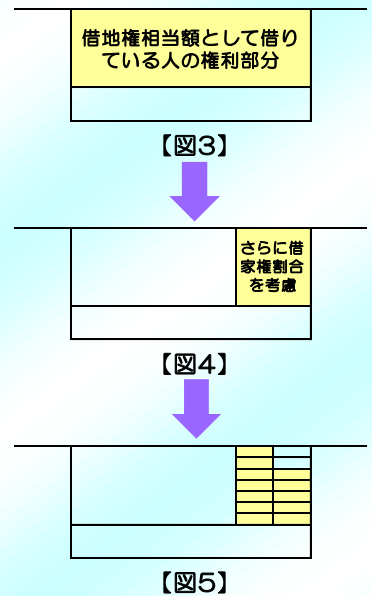 借地権相当額として借り
ている人の権利部分
【図3】
さらに借
家権割合
を考慮
【図4】
【図5】